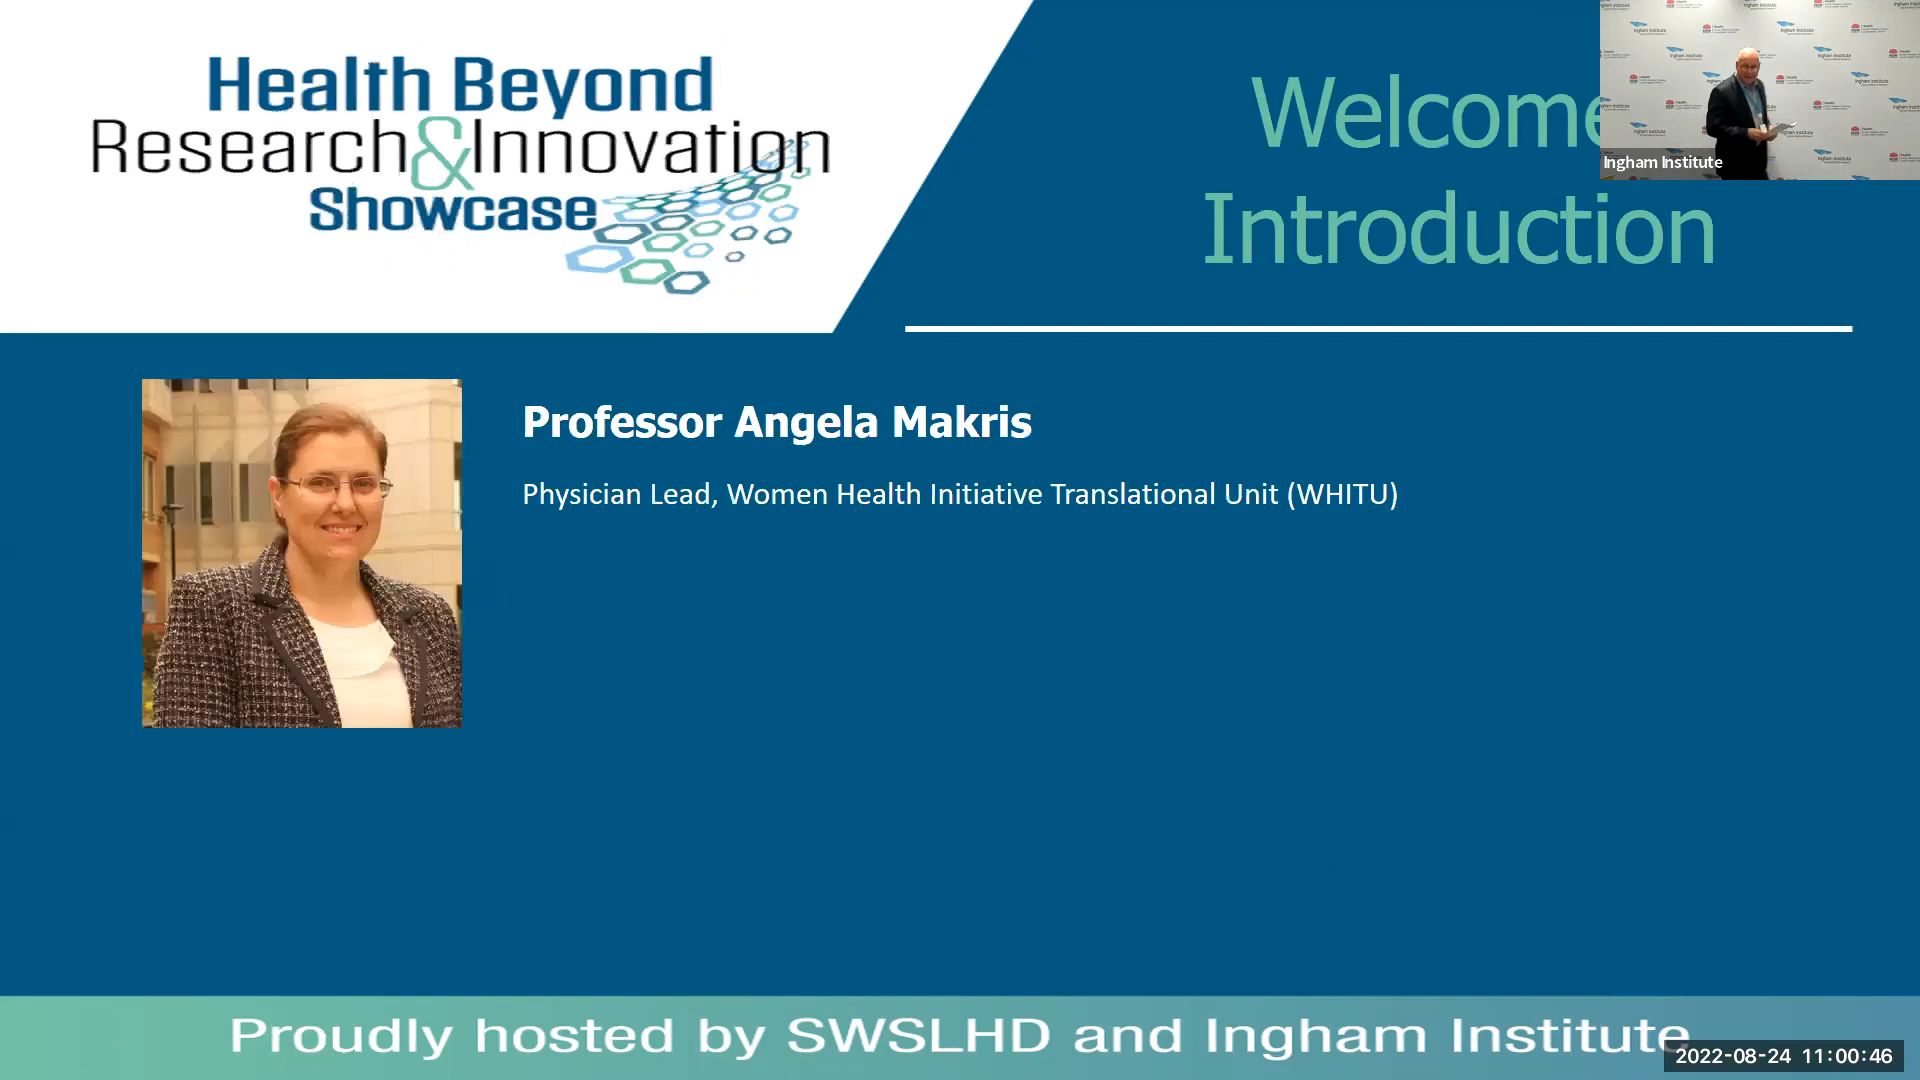 Health Beyond
Research&Innovation
Showcase
Welcome
Introduction
Ingham Institute
Professor Angela Makris
Physician Lead, Women Health Initiative Translational Unit (WHITU)
Proudly hosted by SWSLHD and Ingham Institute
2022-08-24 11:00:46